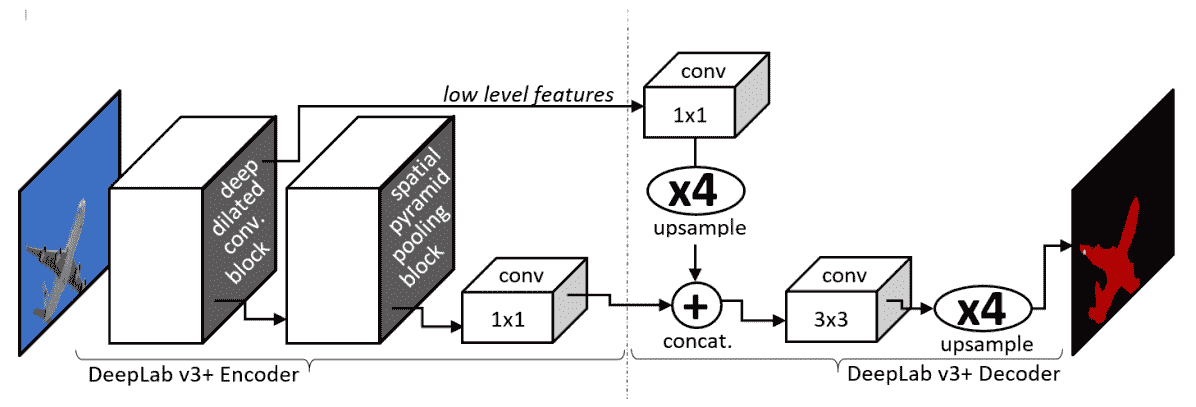 low level features
conv
1x1
x4
upsample
deep
dilated
conv.
block
spatial
pyramid
pooling
block
conv
1x1
+
concat.
conv
3x3
x4
upsample
DeepLab v3+ Encoder
DeepLab v3+ Decoder